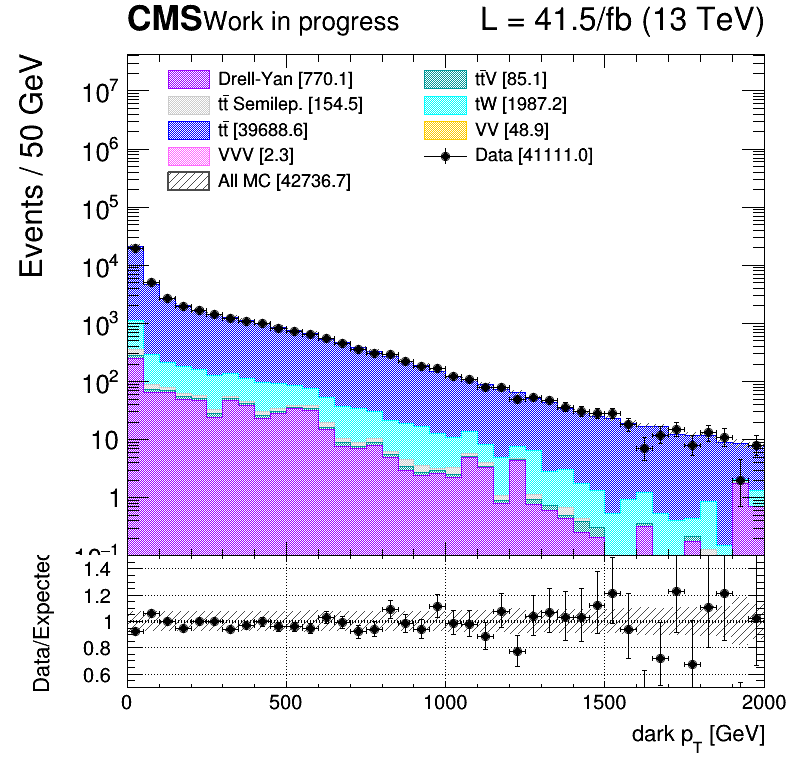 CMS Work in progress L = 41.5/fb (13 TeV)
Events / 50 GeV
Drell-Yan [770.1]
tt̄ Semilep. [154.5]
tt̄ [39688.6]
VVV [2.3]
All MC [42736.7]
tt̄V [85.1]
tW [1987.2]
VV [48.9]
Data [41111.0]
10⁷
10⁶
10⁵
10⁴
10³
10²
10
1
10⁻¹
Data/Expected
1.4
1.2
1
0.8
0.6
0 500 1000 1500 2000
dark p_T [GeV]